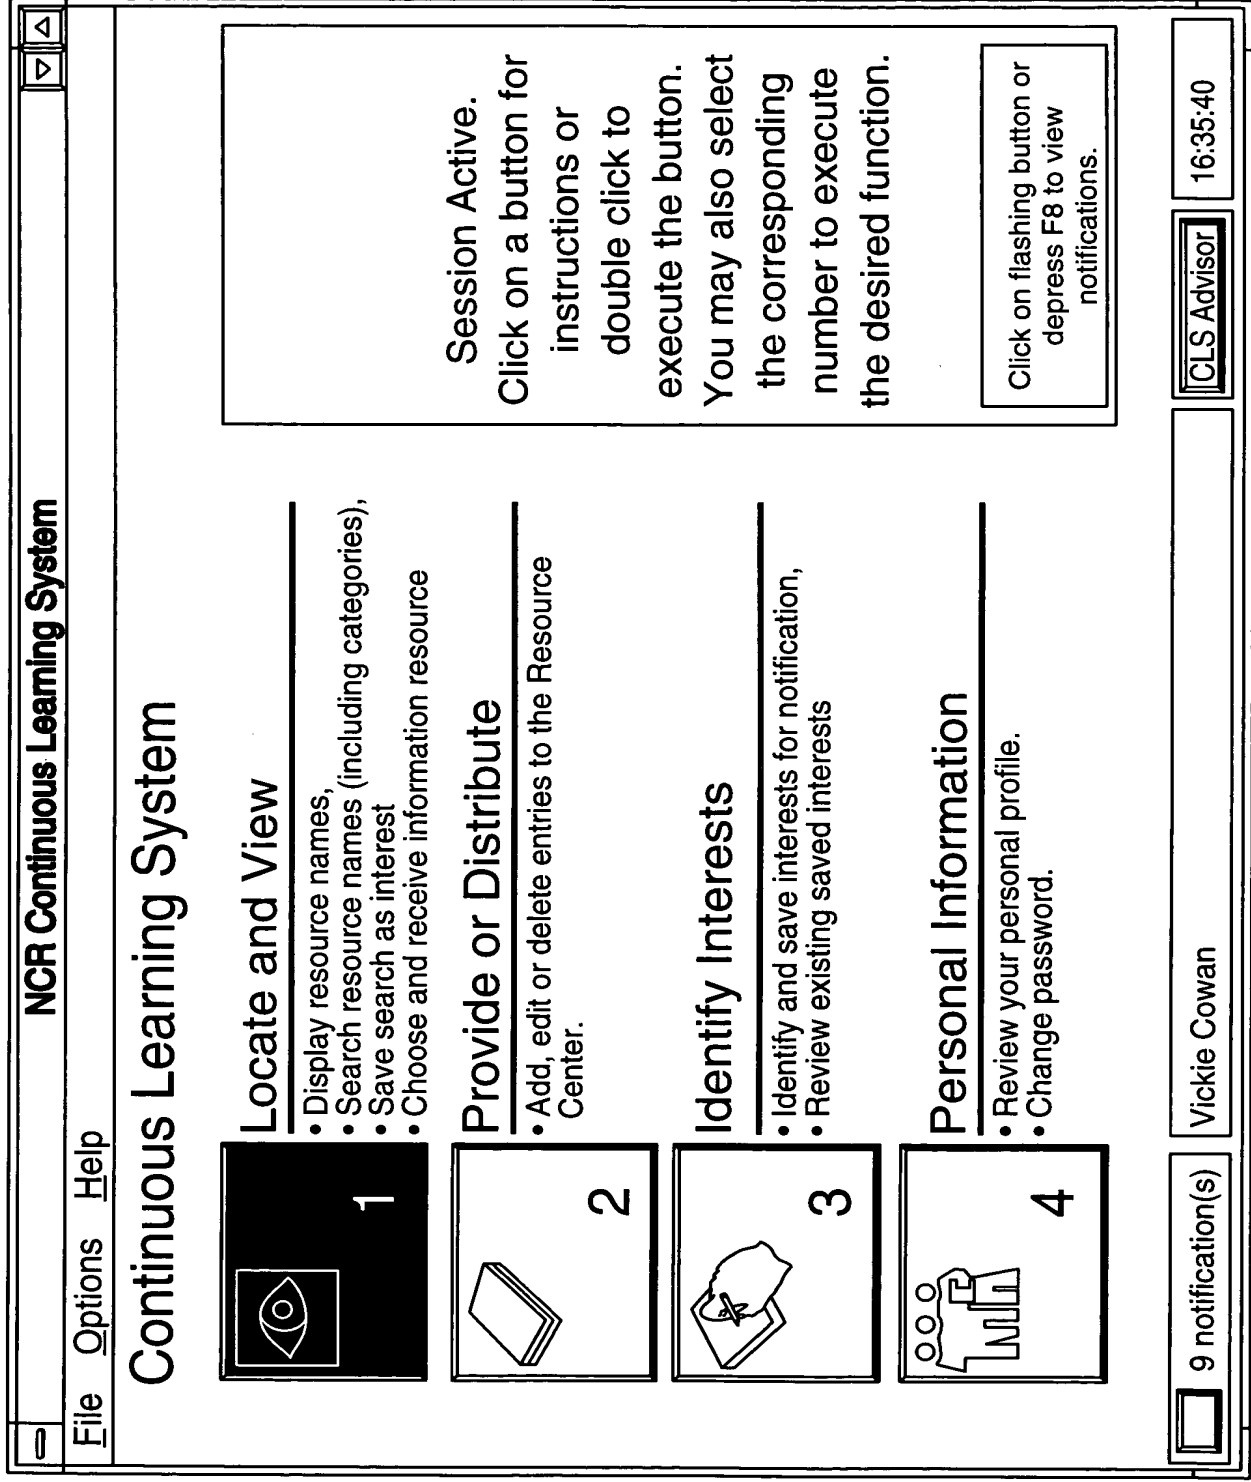 NCR Continuous Learning System
File Options Help
Continuous Learning System
1
Locate and View
• Display resource names,
• Search resource names (including categories),
• Save search as interest
• Choose and receive information resource
2
Provide or Distribute
• Add, edit or delete entries to the Resource
Center.
3
Identify Interests
• Identify and save interests for notification,
• Review existing saved interests
4
Personal Information
• Review your personal profile.
• Change password.
Session Active.
Click on a button for
instructions or
double click to
execute the button.
You may also select
the corresponding
number to execute
the desired function.
Click on flashing button or
depress F8 to view
notifications.
9 notification(s)
Vickie Cowan
CLS Advisor
16:35:40